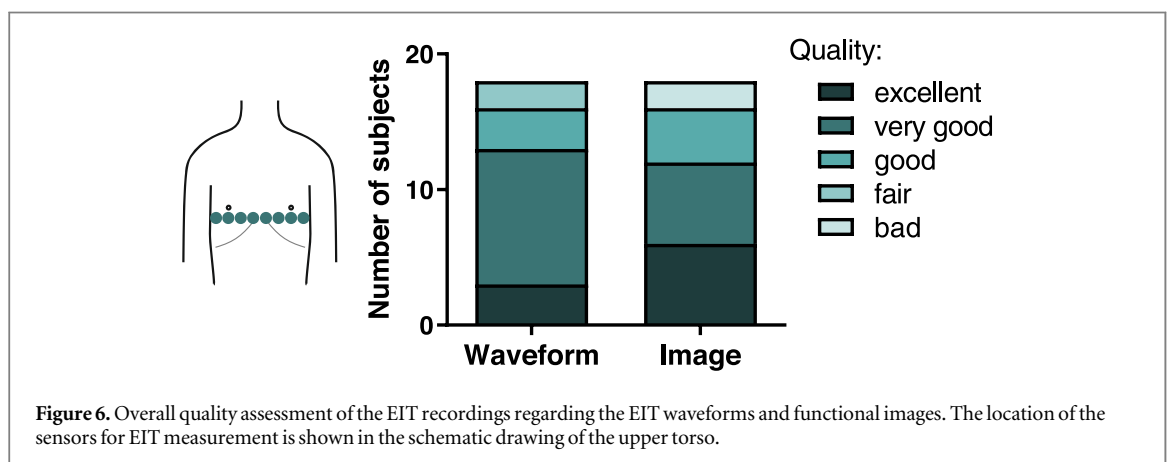 20
10
0
Number of subjects
Waveform
Image
Quality:
excellent
very good
good
fair
bad
Figure 6. Overall quality assessment of the EIT recordings regarding the EIT waveforms and functional images. The location of the
sensors for EIT measurement is shown in the schematic drawing of the upper torso.